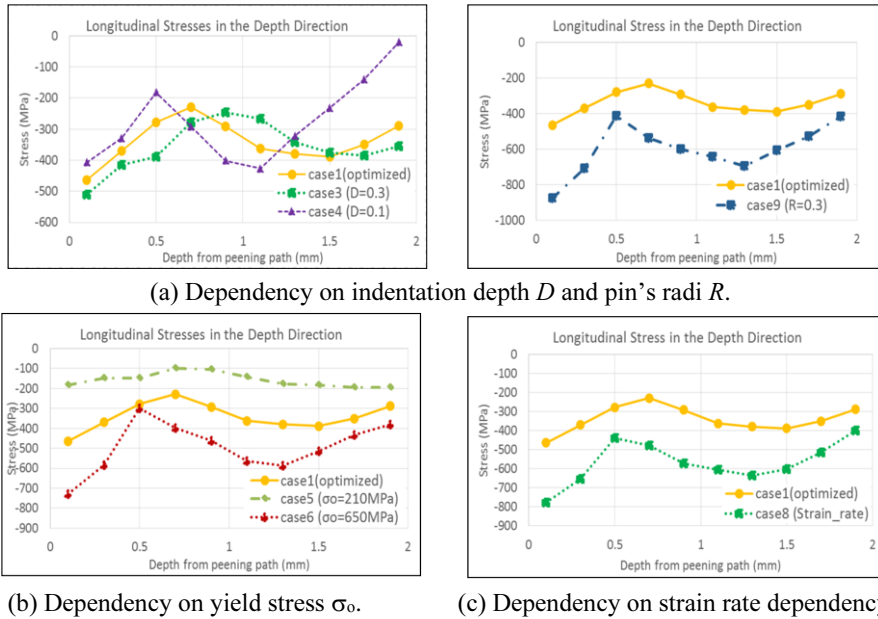 Longitudinal Stresses in the Depth Direction
0
-100
-200
-300
-400
-500
-600
Stress (MPa)
case1(optimized)
case3 (D=0.3)
case4 (D=0.1)
0 0.5 1 1.5 2
Depth from peening path (mm)
Longitudinal Stress in the Depth Direction
0
-200
-400
-600
-800
-1000
Stress (MPa)
case1(optimized)
case9 (R=0.3)
0 0.5 1 1.5 2
Depth from peening path (mm)
(a) Dependency on indentation depth D and pin's radi R.
Longitudinal Stresses in the Depth Direction
0
-100
-200
-300
-400
-500
-600
-700
-800
-900
Stress (MPa)
case1(optimized)
case5 (σo=210MPa)
case6 (σo=650MPa)
0 0.5 1 1.5 2
Depth from peening path (mm)
Longitudinal Stress in the Depth Direction
0
-100
-200
-300
-400
-500
-600
-700
-800
-900
Stress (MPa)
case1(optimized)
case8 (Strain_rate)
0 0.5 1 1.5 2
Depth from peening path (mm)
(b) Dependency on yield stress σₒ.
(c) Dependency on strain rate dependency